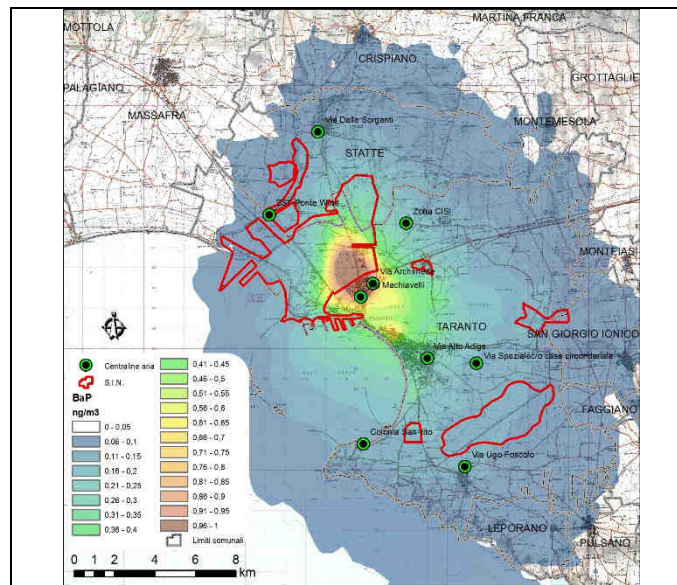 MOTTOLA
MARTINA FRANCA
CRISPIANO
GROTTAGLIE
PALAGIANO
MASSAFRA
MONTEMESOLA
Via Delle Sorgenti
STATTE
SS7 Ponte Wind
Zona CISI
MONTEIASI
Via Archimede
Machiavelli
TARANTO
SAN GIORGIO IONICO
Via Alto Adige
Via Speziale c/o case circondariale
FAGGIANO
Colonia San Vito
Via Ugo Foscolo
LEPORANO
PULSANO
Centraline aria
S.I.N.
BaP
ng/m3
0 - 0,05
0,06 - 0,1
0,11 - 0,15
0,16 - 0,2
0,21 - 0,25
0,26 - 0,3
0,31 - 0,35
0,36 - 0,4
0,41 - 0,45
0,46 - 0,5
0,51 - 0,55
0,56 - 0,6
0,61 - 0,65
0,66 - 0,7
0,71 - 0,75
0,76 - 0,8
0,81 - 0,85
0,86 - 0,9
0,91 - 0,95
0,96 - 1
Limiti comunali
0 1 2 4 6 8
km